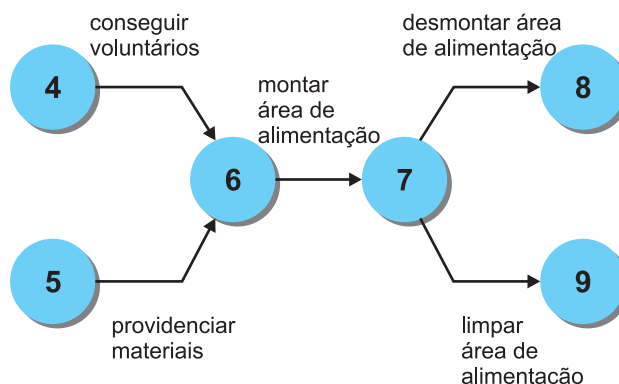 conseguir
voluntários
desmontar área
de alimentação
4
8
montar
área de
alimentação
6
7
5
9
providenciar
materiais
limpar
área de
alimentação